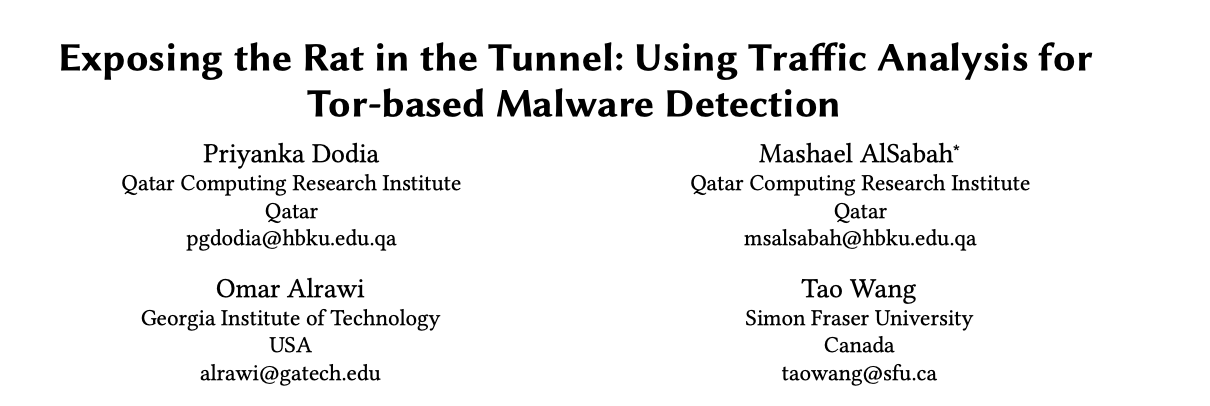 Exposing the Rat in the Tunnel: Using Traffic Analysis for
Tor-based Malware Detection
Priyanka Dodia
Qatar Computing Research Institute
Qatar
pgdodia@hbku.edu.qa
Mashael AlSabah*
Qatar Computing Research Institute
Qatar
msalsabah@hbku.edu.qa
Omar Alrawi
Georgia Institute of Technology
USA
alrawi@gatech.edu
Tao Wang
Simon Fraser University
Canada
taowang@sfu.ca